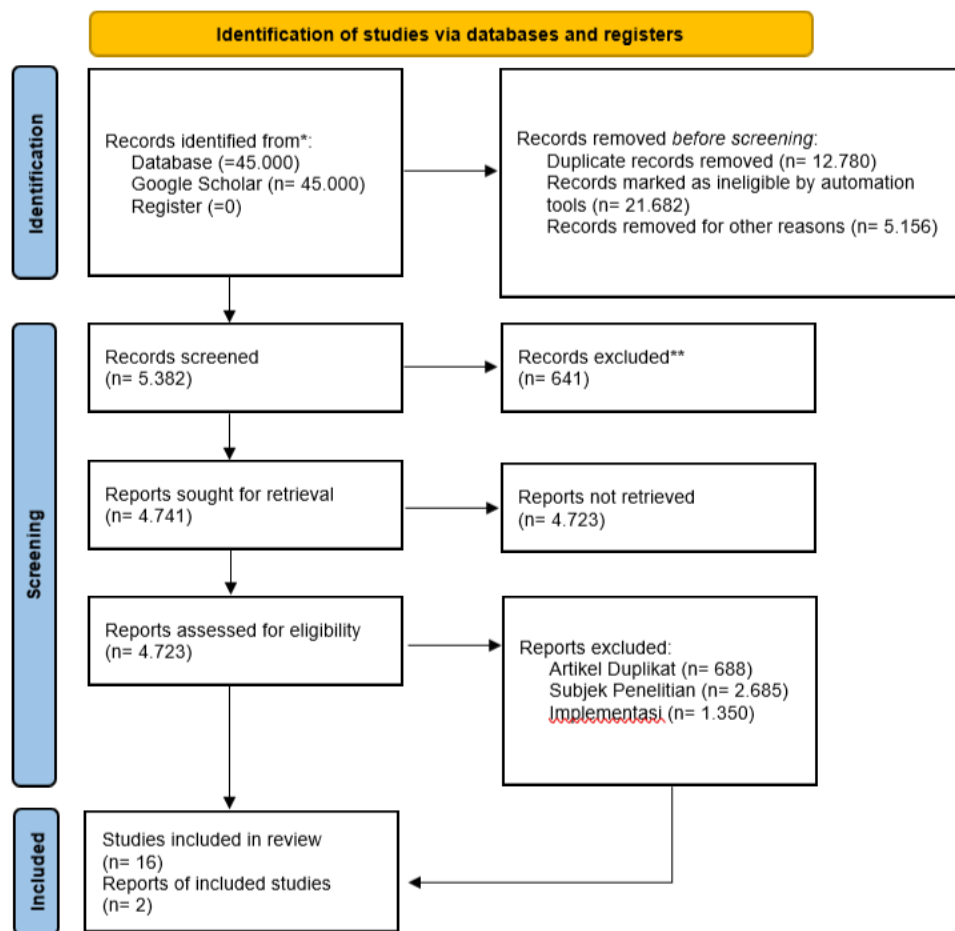 Identification of studies via databases and registers
Identification
Records identified from*:
Database (=45.000)
Google Scholar (n= 45.000)
Register (=0)
Records removed before screening:
Duplicate records removed (n= 12.780)
Records marked as ineligible by automation
tools (n= 21.682)
Records removed for other reasons (n= 5.156)
Screening
Records screened
(n= 5.382)
Records excluded**
(n= 641)
Reports sought for retrieval
(n= 4.741)
Reports not retrieved
(n= 4.723)
Reports assessed for eligibility
(n= 4.723)
Reports excluded:
Artikel Duplikat (n= 688)
Subjek Penelitian (n= 2.685)
Implementasi (n= 1.350)
Included
Studies included in review
(n= 16)
Reports of included studies
(n= 2)